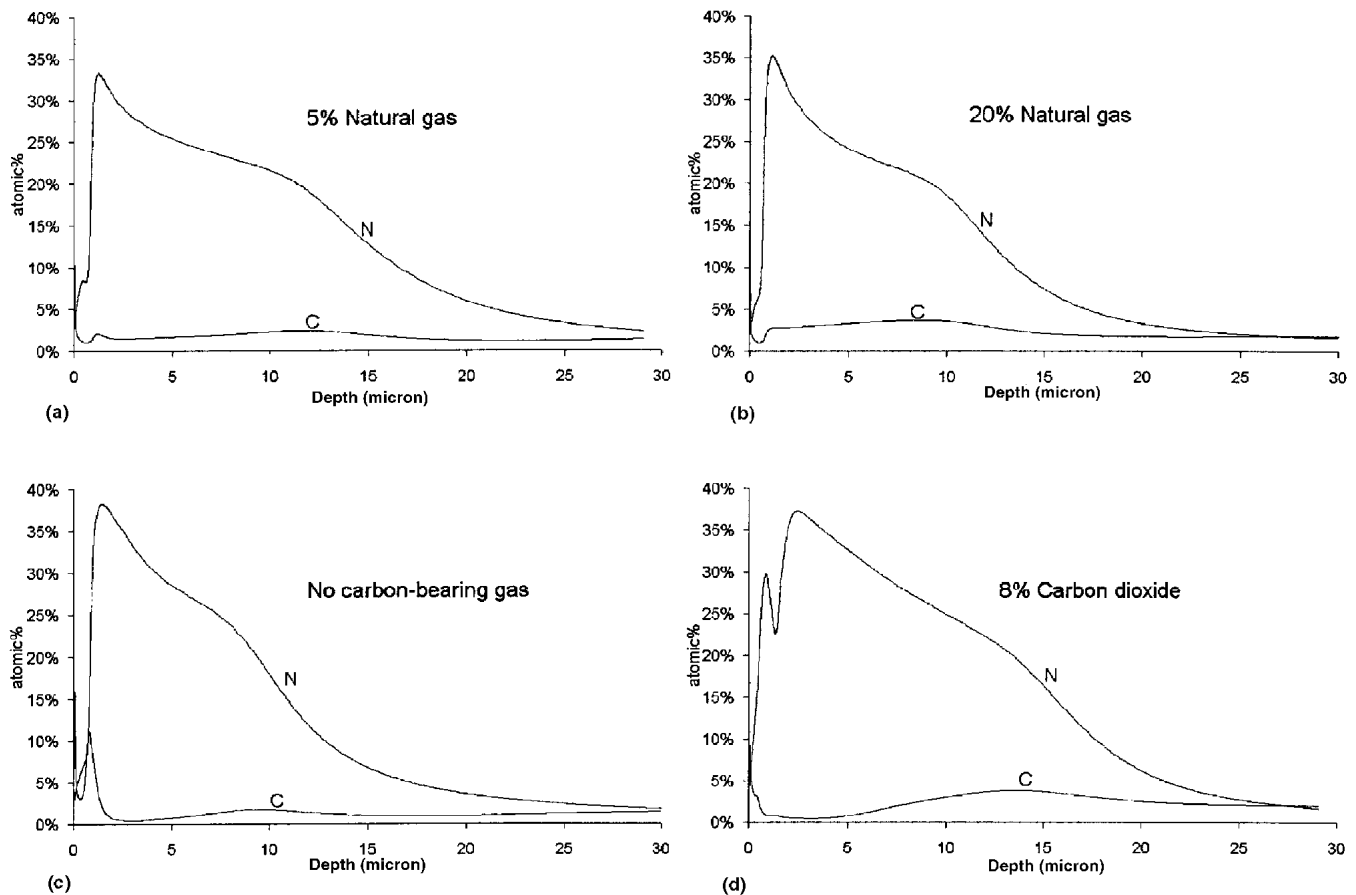 40%
35%
30%
25%
20%
15%
10%
5%
0%
atomic%
5% Natural gas
N
C
0 5 10 15 20 25 30
Depth (micron)
(a)
40%
35%
30%
25%
20%
15%
10%
5%
0%
atomic%
20% Natural gas
N
C
0 5 10 15 20 25 30
Depth (micron)
(b)
40%
35%
30%
25%
20%
15%
10%
5%
0%
atomic%
No carbon-bearing gas
N
C
0 5 10 15 20 25 30
Depth (micron)
(c)
40%
35%
30%
25%
20%
15%
10%
5%
0%
atomic%
8% Carbon dioxide
N
C
0 5 10 15 20 25 30
Depth (micron)
(d)